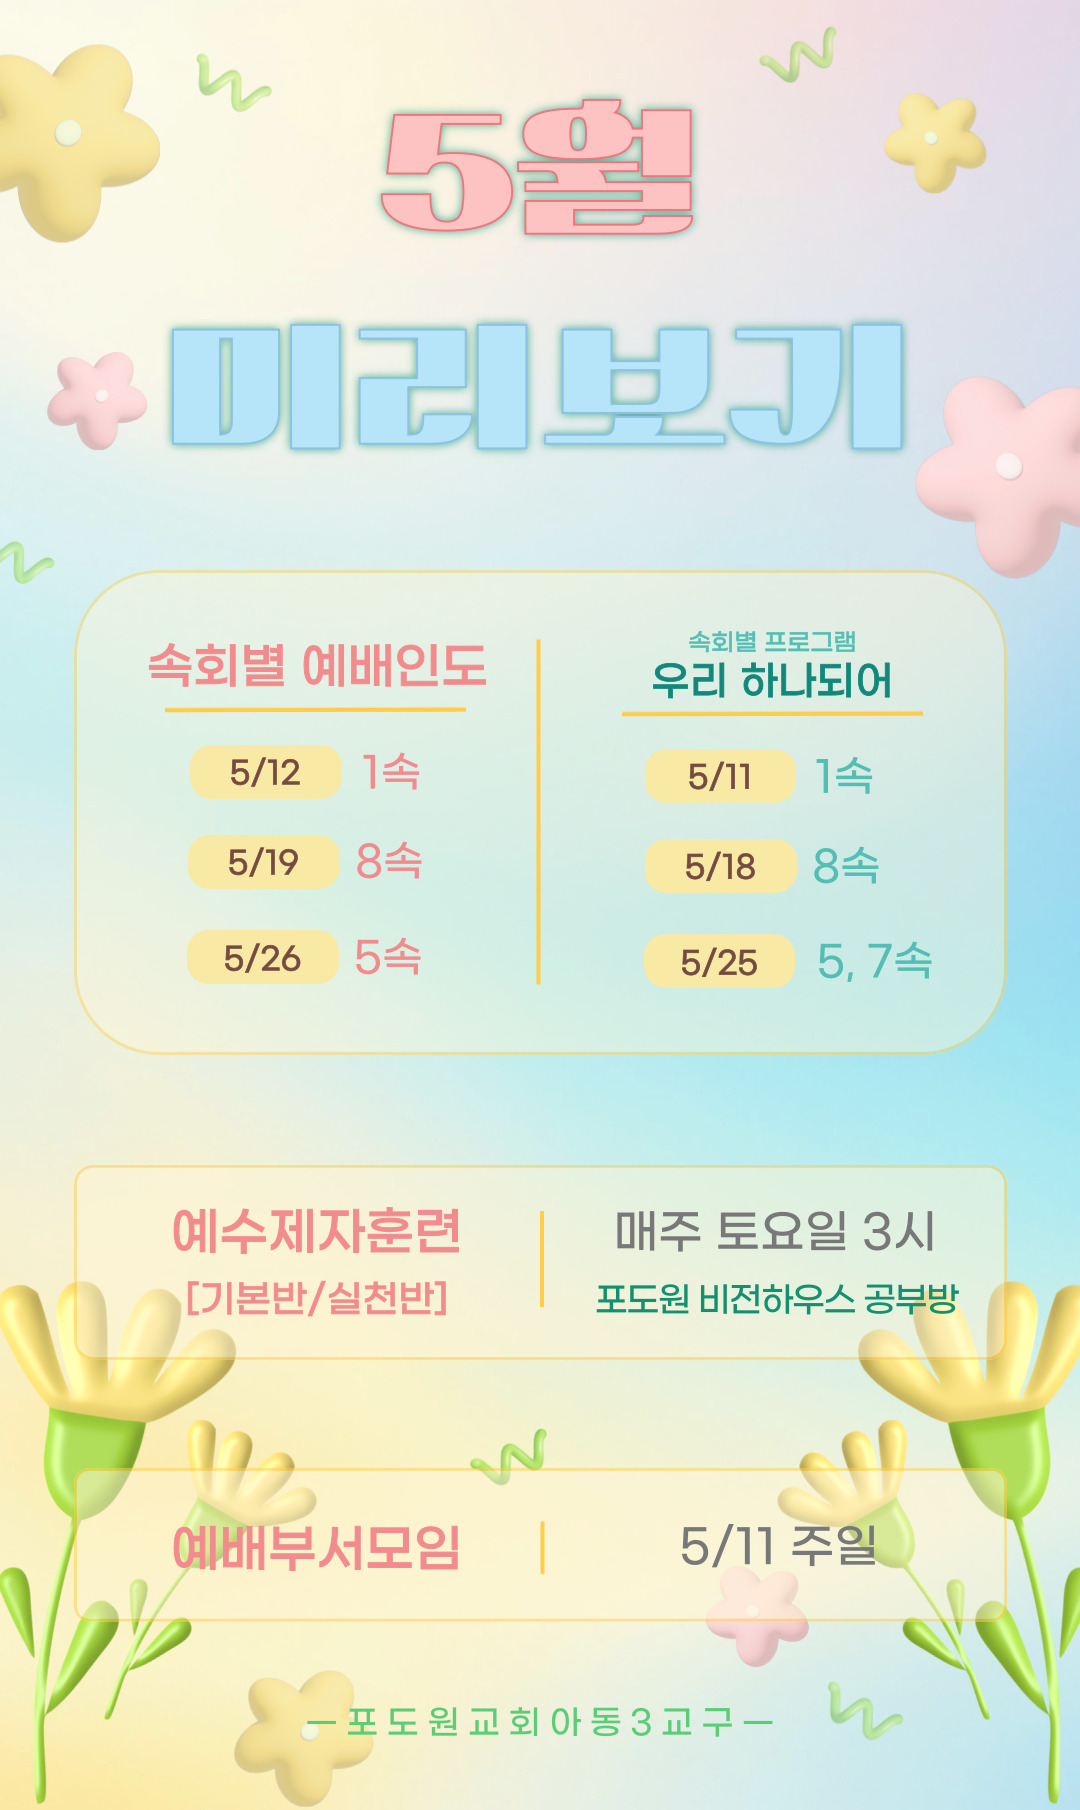 5월
미리보기
속회별 예배인도
5/12 1속
5/19 8속
5/26 5속
속회별 프로그램
우리 하나되어
5/11 1속
5/18 8속
5/25 5, 7속
예수제자훈련
[기본반/실천반]
매주 토요일 3시
포도원 비전하우스 공부방
예배부서모임
5/11 주일
— 포도원교회아동3교구 —